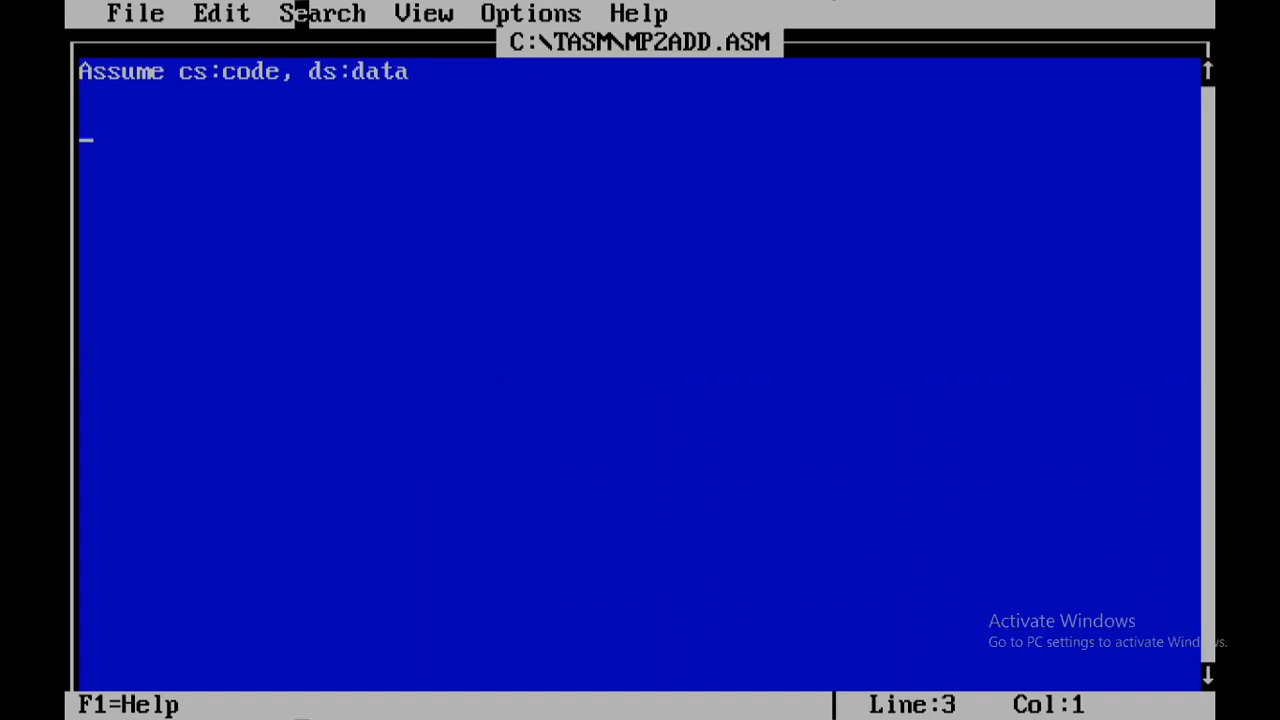 File Edit Search View Options Help
C:\TASM\MP2ADD.ASM
Assume cs:code, ds:data
Activate Windows
Go to PC settings to activate Windows.
F1=Help Line:3 Col:1